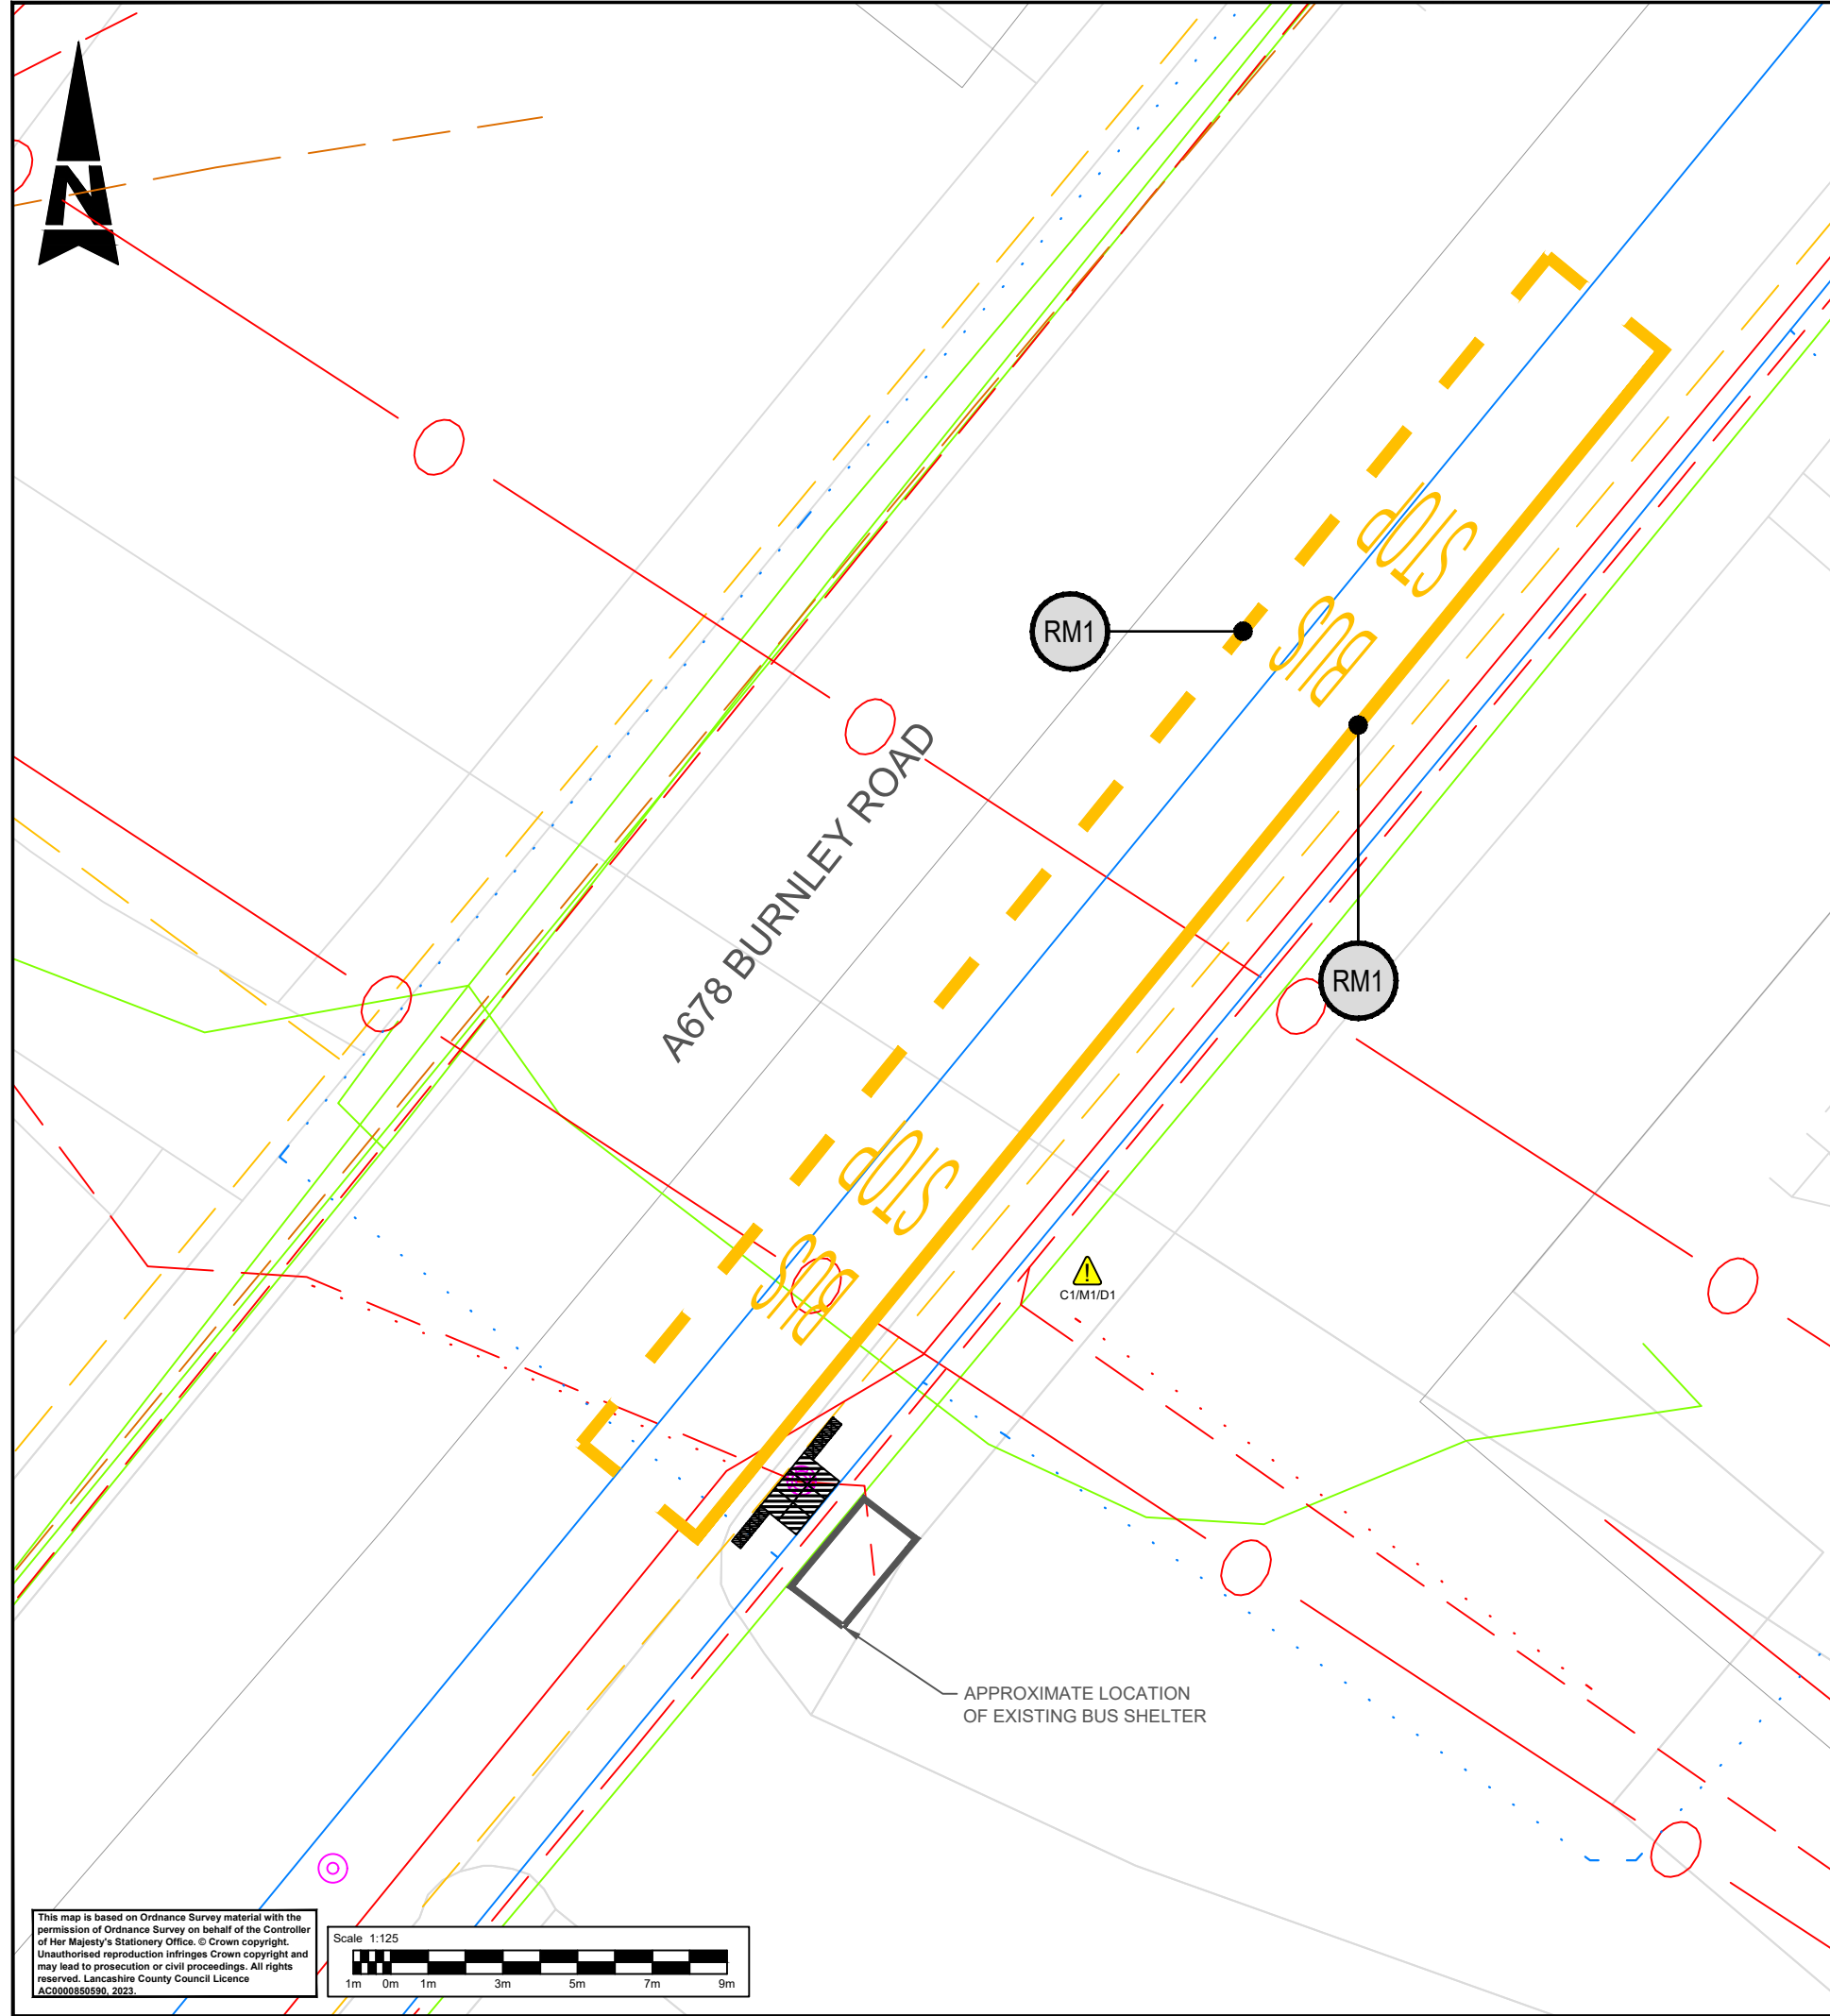 N
STOP
BUS
RM1
A678 BURNLEY ROAD
RM1
STOP
BUS
C1/M1/D1
APPROXIMATE LOCATION
OF EXISTING BUS SHELTER
This map is based on Ordnance Survey material with the
permission of Ordnance Survey on behalf of the Controller
of Her Majesty's Stationery Office. © Crown copyright.
Unauthorised reproduction infringes Crown copyright and
may lead to prosecution or civil proceedings. All rights
reserved. Lancashire County Council Licence
AC0000850590, 2023.
Scale 1:125
1m 0m 1m 3m 5m 7m 9m